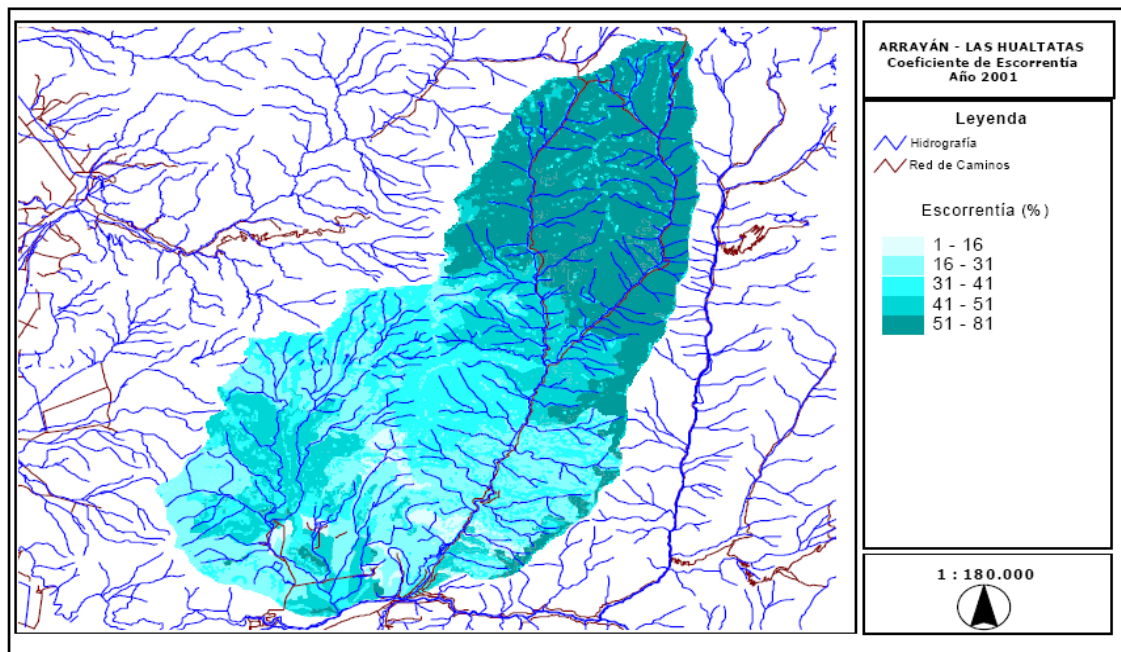 ARRAYÁN - LAS HUALTATAS
Coeficiente de Escorrentía
Año 2001
Leyenda
Hidrografía
Red de Caminos
Escorrentía (%)
1 - 16
16 - 31
31 - 41
41 - 51
51 - 81
1 : 180.000